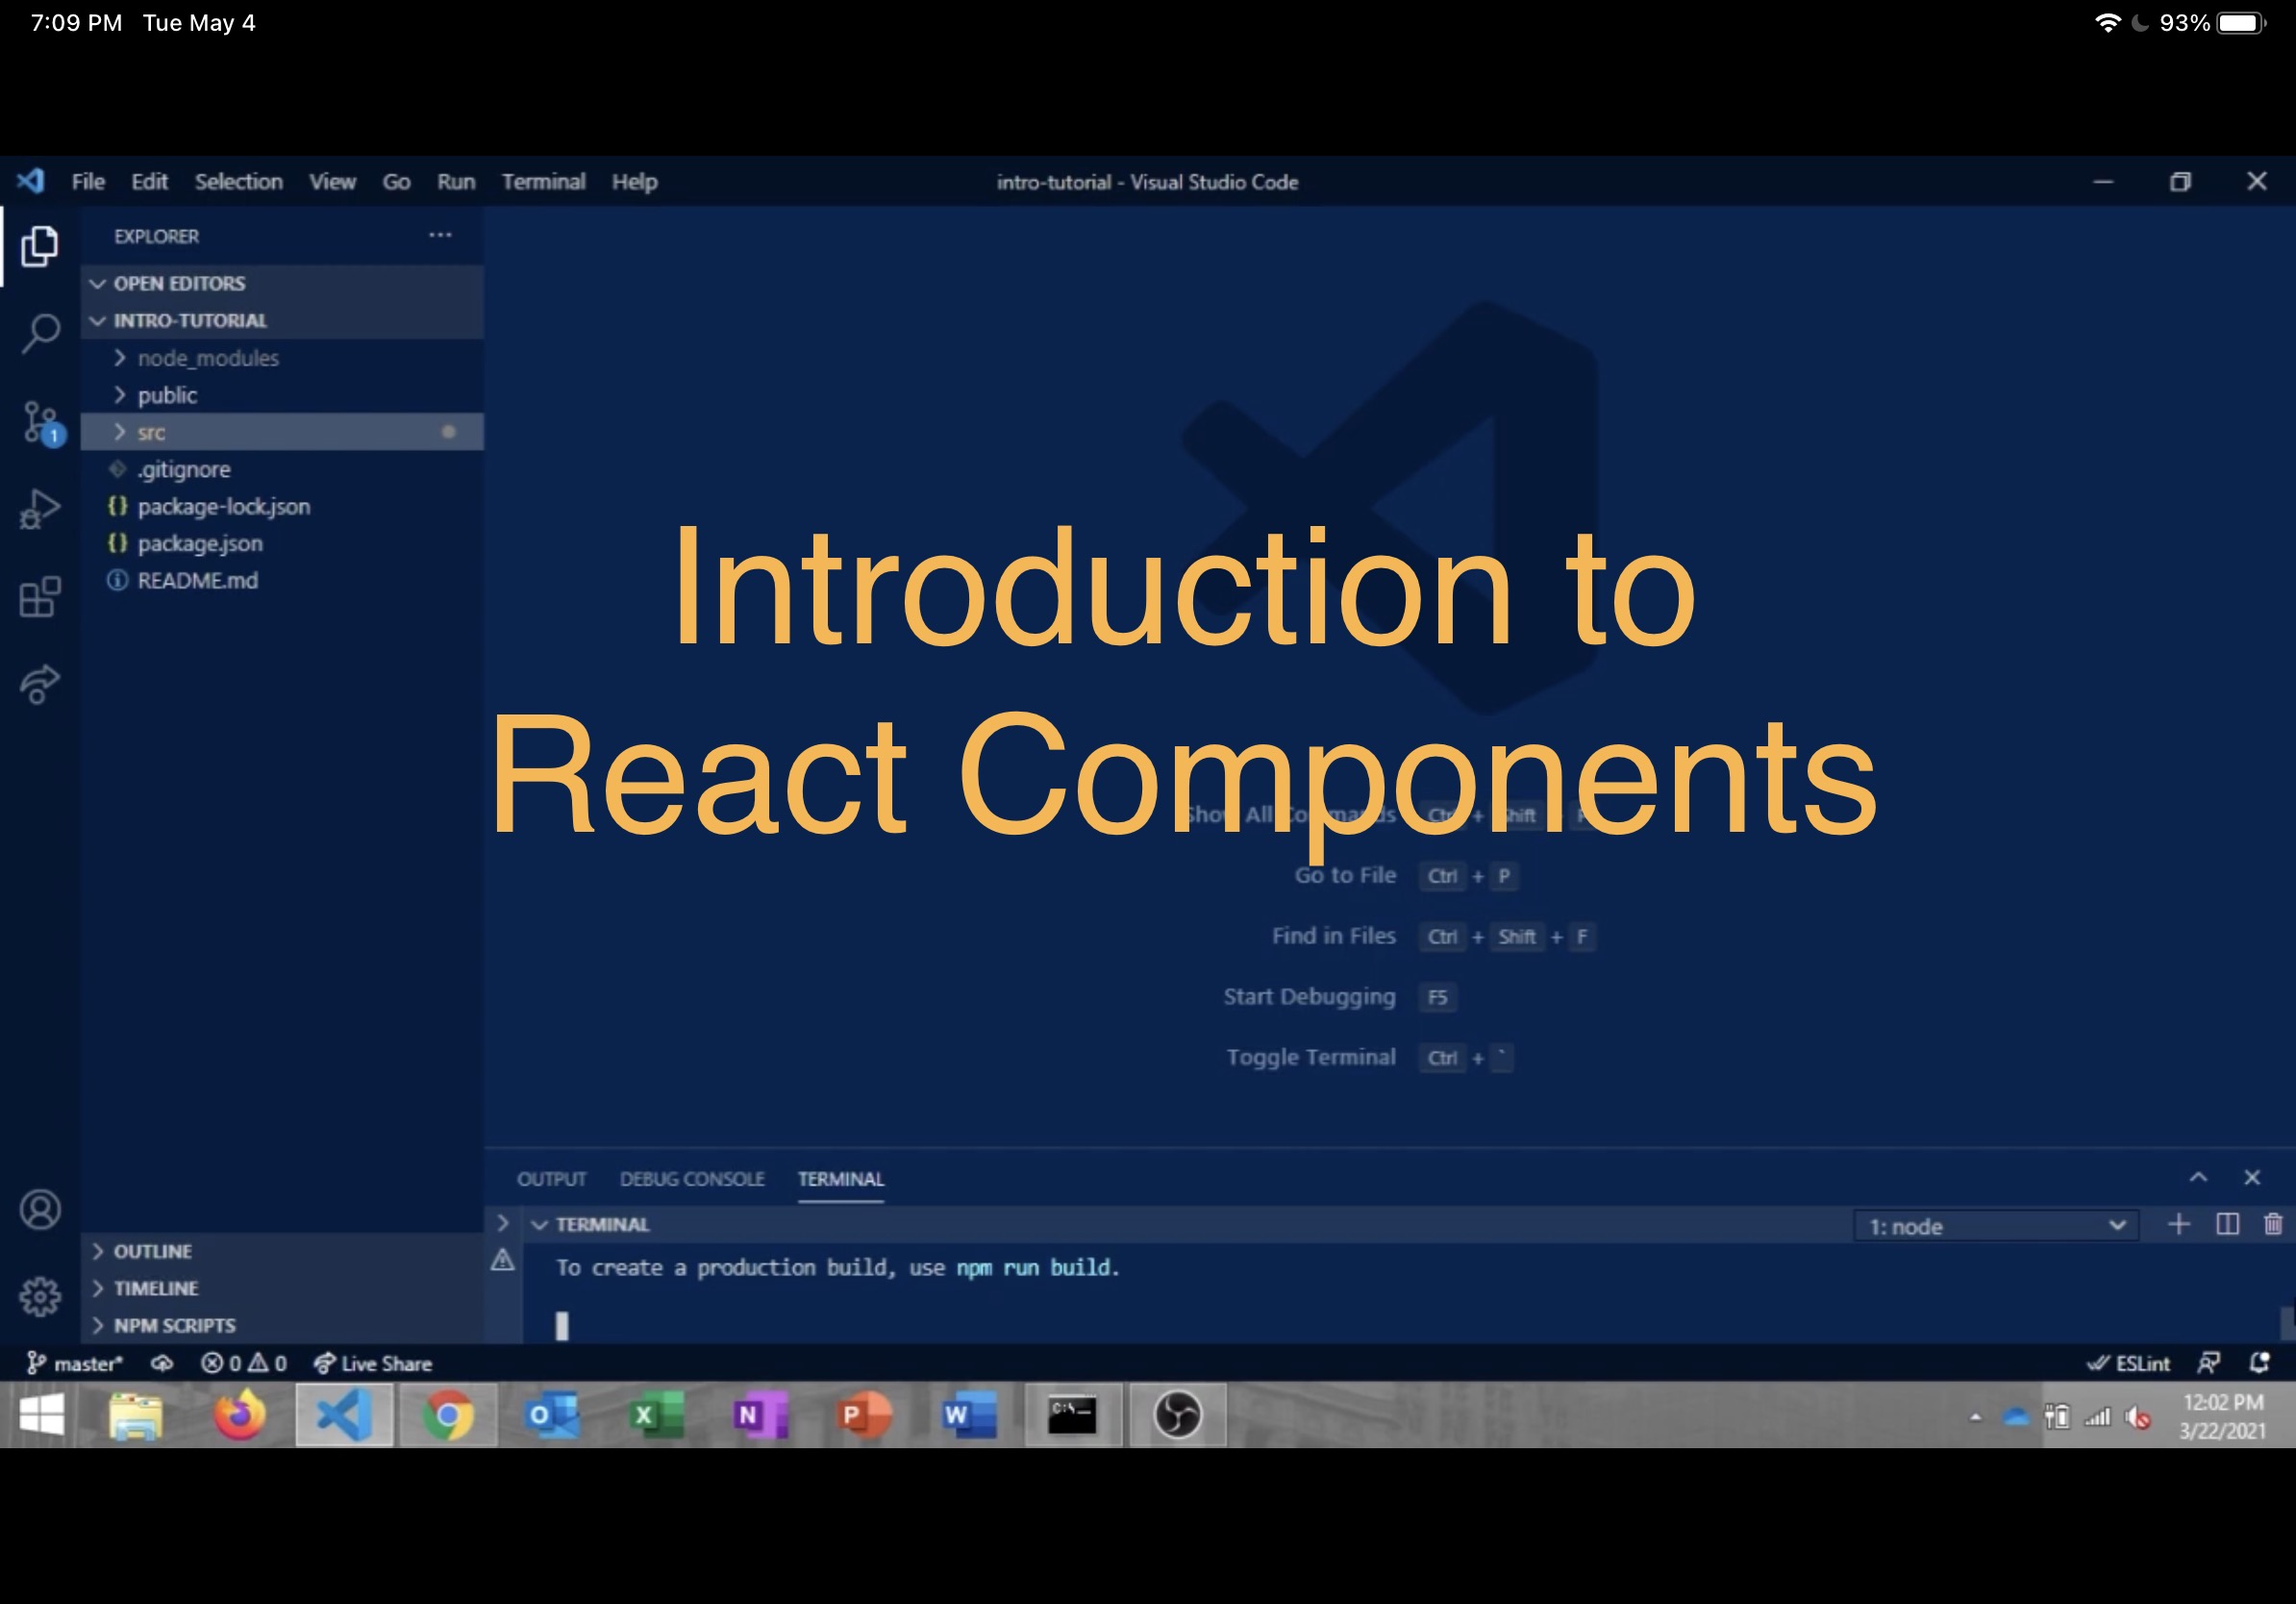 7:09 PM Tue May 4
93%
File Edit Selection View Go Run Terminal Help
intro-tutorial - Visual Studio Code
EXPLORER
OPEN EDITORS
INTRO-TUTORIAL
node_modules
public
src
1
.gitignore
{} package-lock.json
{} package.json
README.md
Introduction to
React Components
Show All Commands Ctrl + Shift
Go to File Ctrl + P
Find in Files Ctrl + Shift + F
Start Debugging F5
Toggle Terminal Ctrl + `
OUTPUT DEBUG CONSOLE TERMINAL
TERMINAL
1: node
To create a production build, use npm run build.
OUTLINE
TIMELINE
NPM SCRIPTS
master* 0 0 Live Share
ESLint
O X N P W C:\
12:02 PM
3/22/2021